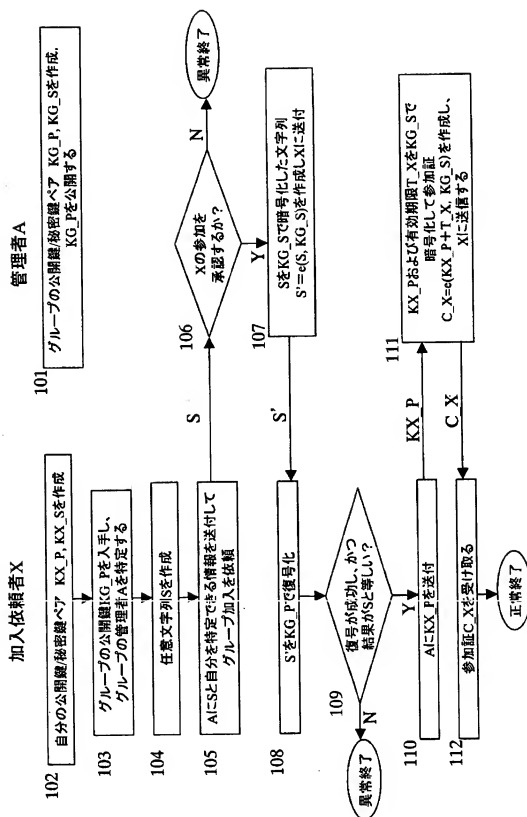 加入依頼者X
管理者A
101
グループの公開鍵/秘密鍵ペア KG_P, KG_Sを作成,
KG_Pを公開する
102
自分の公開鍵/秘密鍵ペア KX_P, KX_Sを作成
103
グループの公開鍵KG_Pを入手し、
グループの管理者Aを特定する
104
任意文字列Sを作成
105
AにSと自分を特定できる情報を送付して
グループ加入を依頼
S
106
Xの参加を
承認するか?
N
異常終了
Y
107
SをKG_Sで暗号化した文字列
S'=e(S, KG_S)を作成しXに送付
S'
108
S'をKG_Pで復号化
109
復号が成功し、かつ
結果がSと等しい?
N
異常終了
Y
110
AにKX_Pを送付
KX_P
111
KX_Pおよび有効期限T_XをKG_Sで
暗号化して参加証
C_X=e(KX_P+T_X, KG_S)を作成し、
Xに送信する
C_X
112
参加証C_Xを受け取る
正常終了